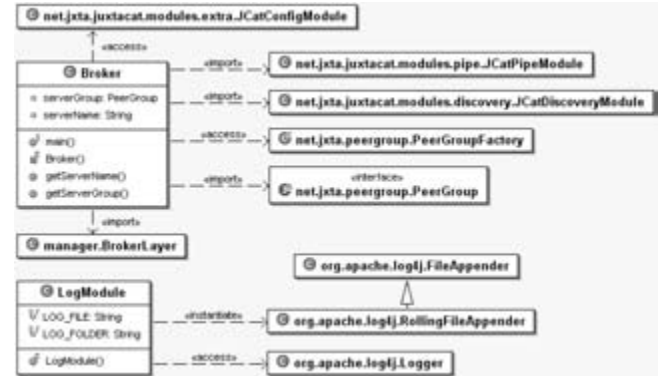 net.jxta.juxtacat.modules.extra.JCatConfigModule
«access»
Broker
serverGroup: PeerGroup
serverName: String
main()
Broker()
getServerName()
getServerGroup()
«import»
net.jxta.juxtacat.modules.pipe.JCatPipeModule
«import»
net.jxta.juxtacat.modules.discovery.JCatDiscoveryModule
«access»
net.jxta.peergroup.PeerGroupFactory
«import»
«interface»
net.jxta.peergroup.PeerGroup
«import»
manager.BrokerLayer
org.apache.log4j.FileAppender
LogModule
LOG_FILE: String
LOG_FOLDER: String
LogModule()
«instantiate»
org.apache.log4j.RollingFileAppender
«access»
org.apache.log4j.Logger